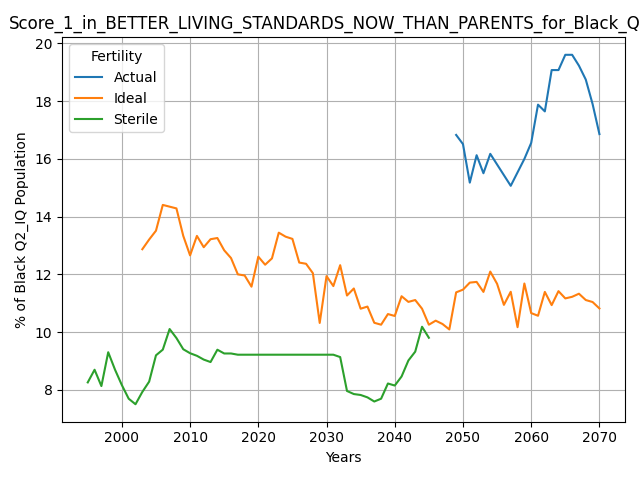 Score_1_in_BETTER_LIVING_STANDARDS_NOW_THAN_PARENTS_for_Black_Q
Fertility
Actual
Ideal
Sterile
% of Black Q2_IQ Population
20
18
16
14
12
10
8
2000 2010 2020 2030 2040 2050 2060 2070
Years